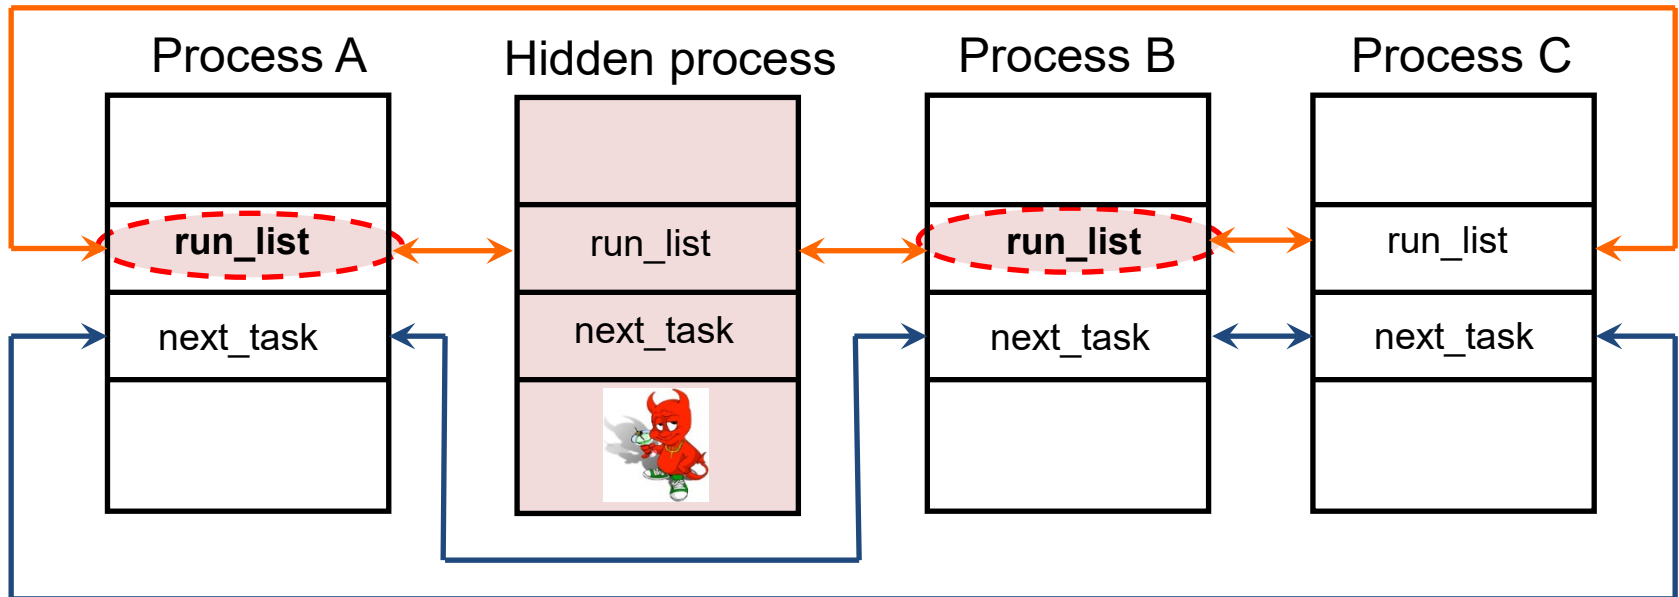 Process A
Hidden process
Process B
Process C
run_list
run_list
run_list
run_list
next_task
next_task
next_task
next_task